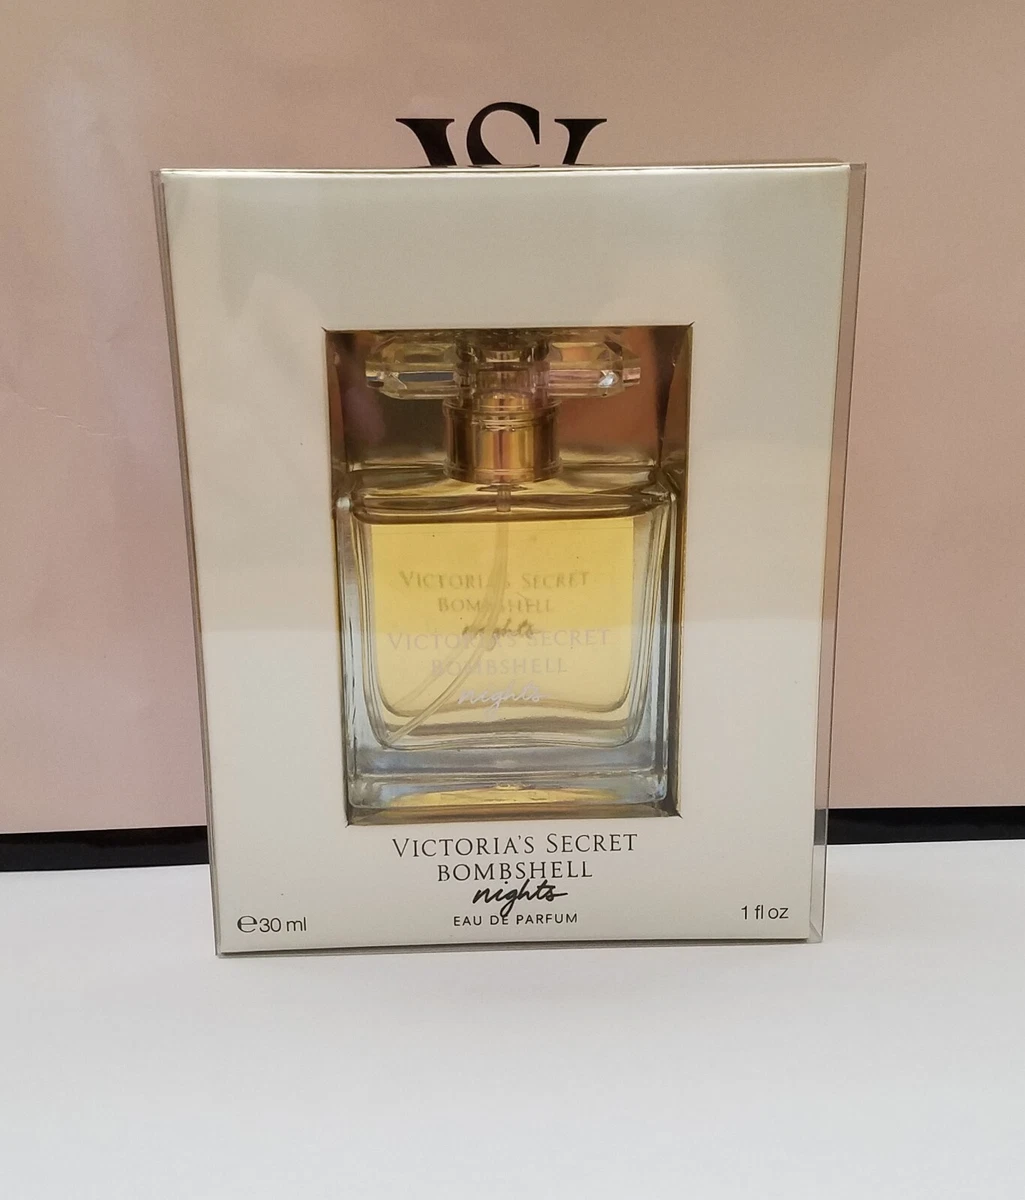 VICTORIA'S SECRET
BOMBSHELL
nights
VICTORIA'S SECRET
BOMBSHELL
nights
VICTORIA'S SECRET
BOMBSHELL
nights
EAU DE PARFUM
℮30 ml
1 fl oz